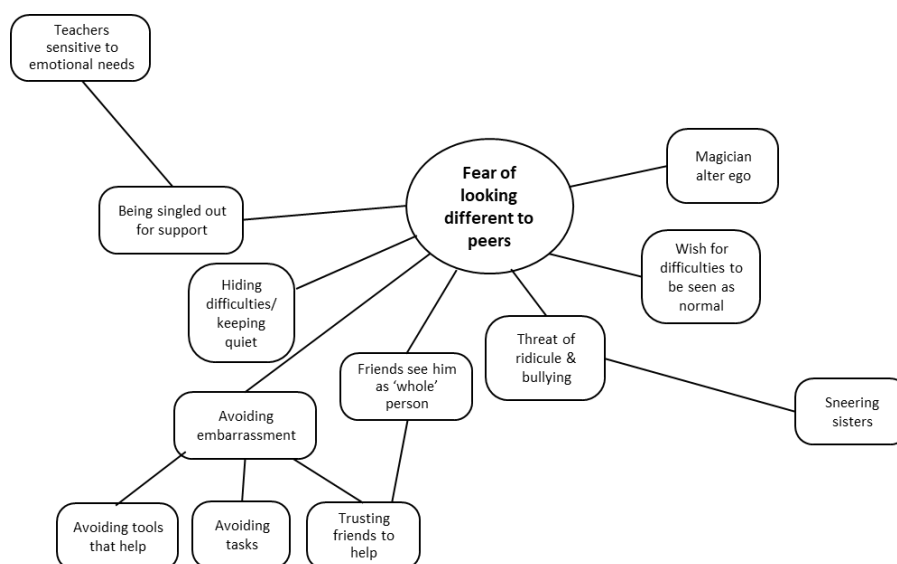 Teachers
sensitive to
emotional needs
Fear of
looking
different to
peers
Magician
alter ego
Being singled out
for support
Wish for
difficulties to
be seen as
normal
Hiding
difficulties/
keeping
quiet
Threat of
ridicule &
bullying
Friends see him
as ‘whole’
person
Sneering
sisters
Avoiding
embarrassment
Avoiding tools
that help
Avoiding
tasks
Trusting
friends to
help